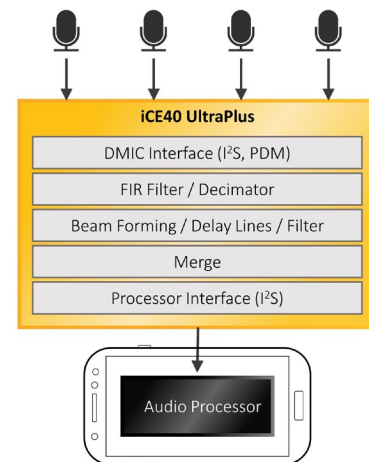 iCE40 UltraPlus
DMIC Interface (I²S, PDM)
FIR Filter / Decimator
Beam Forming / Delay Lines / Filter
Merge
Processor Interface (I²S)
Audio Processor